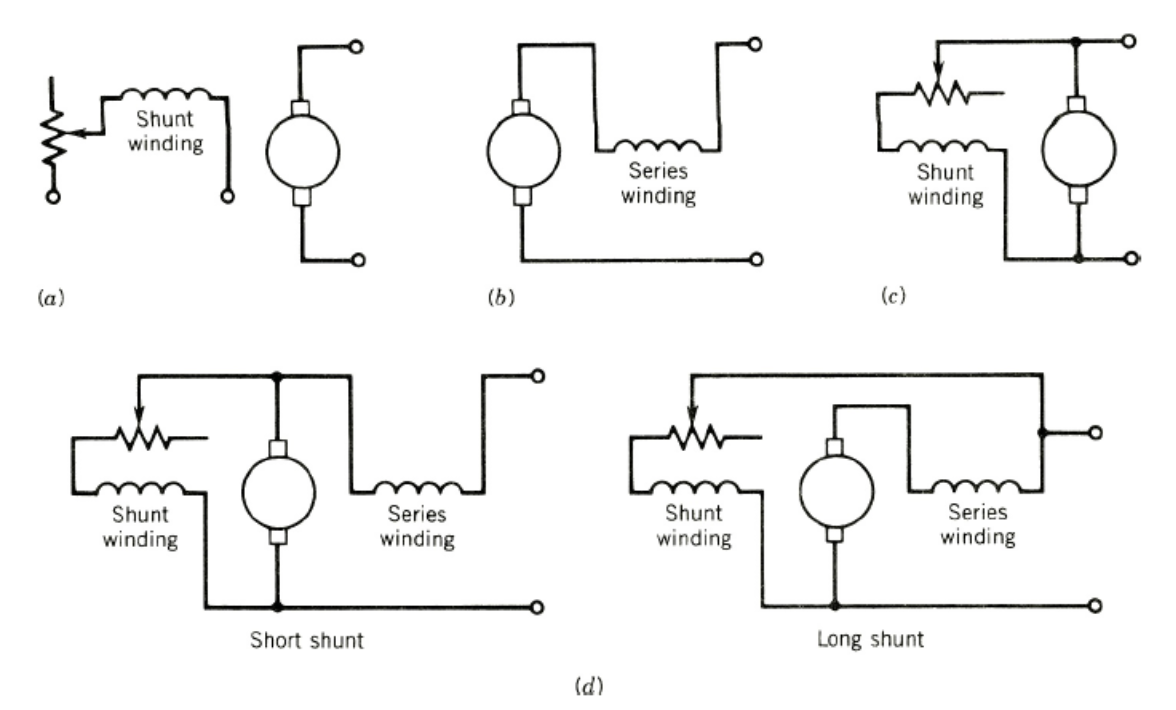 Shunt
winding
Series
winding
Shunt
winding
(a)
(b)
(c)
Shunt
winding
Series
winding
Shunt
winding
Series
winding
Short shunt
Long shunt
(d)